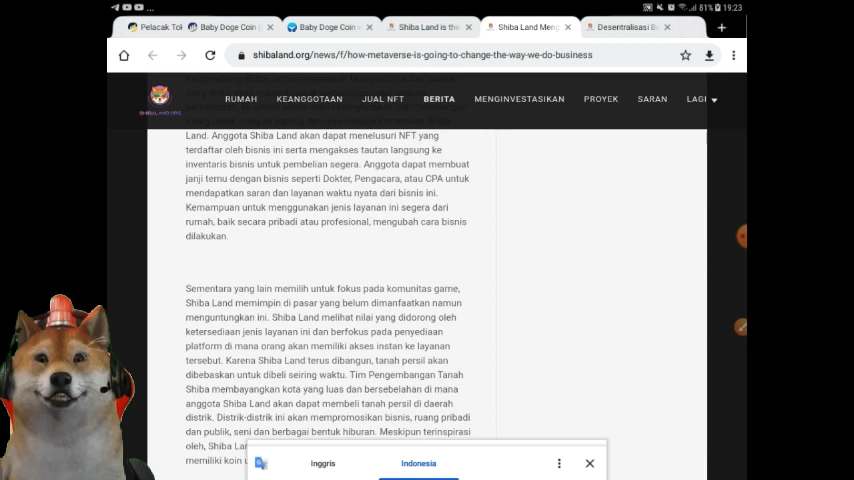 81% 19:23
Pelacak Tol
Baby Doge Coin (
Baby Doge Coin e
Shiba Land is the
Shiba Land Meng
Desentralisasi Ba
shibaland.org/news/f/how-metaverse-is-going-to-change-the-way-we-do-business
SHIBALAND.ORG
RUMAH KEANGGOTAAN JUAL NFT BERITA MENGINVESTASIKAN PROYEK SARAN LAGI
Land. Anggota Shiba Land akan dapat menelusuri NFT yang
terdaftar oleh bisnis ini serta mengakses tautan langsung ke
inventaris bisnis untuk pembelian segera. Anggota dapat membuat
janji temu dengan bisnis seperti Dokter, Pengacara, atau CPA untuk
mendapatkan saran dan layanan waktu nyata dari bisnis ini.
Kemampuan untuk menggunakan jenis layanan ini segera dari
rumah, baik secara pribadi atau profesional, mengubah cara bisnis
dilakukan.
Sementara yang lain memilih untuk fokus pada komunitas game,
Shiba Land memimpin di pasar yang belum dimanfaatkan namun
menguntungkan ini. Shiba Land melihat nilai yang didorong oleh
ketersediaan jenis layanan ini dan berfokus pada penyediaan
platform di mana orang akan memiliki akses instan ke layanan
tersebut. Karena Shiba Land terus dibangun, tanah persil akan
dibebaskan untuk dibeli seiring waktu. Tim Pengembangan Tanah
Shiba membayangkan kota yang luas dan bersebelahan di mana
anggota Shiba Land akan dapat membeli tanah persil di daerah
distrik. Distrik-distrik ini akan mempromosikan bisnis, ruang pribadi
dan publik, seni dan berbagai bentuk hiburan. Meskipun terinspirasi
oleh, Shiba Lan
memiliki koin u
Inggris Indonesia